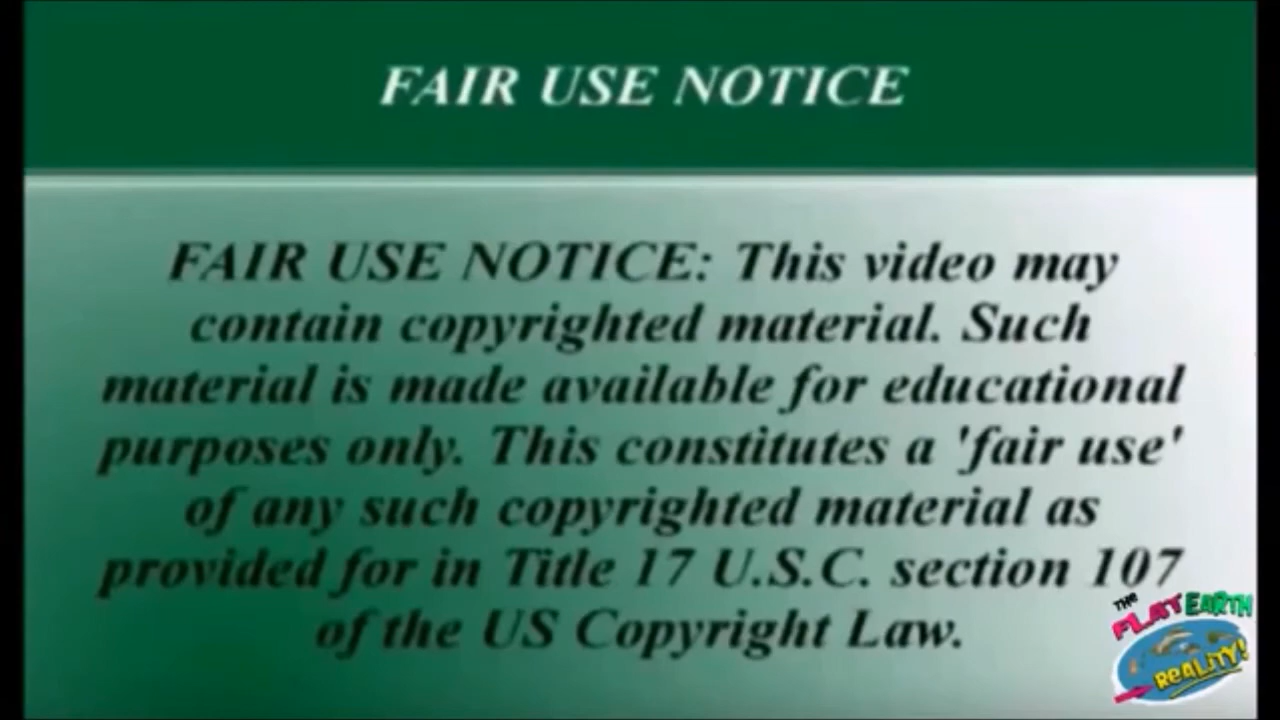 FAIR USE NOTICE
FAIR USE NOTICE: This video may
contain copyrighted material. Such
material is made available for educational
purposes only. This constitutes a 'fair use'
of any such copyrighted material as
provided for in Title 17 U.S.C. section 107
of the US Copyright Law.
THE
FLAT EARTH
REALITY!